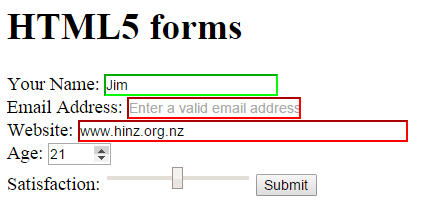 HTML5 forms
Your Name: Jim
Email Address: Enter a valid email address
Website: www.hinz.org.nz
Age: 21
Satisfaction: Submit